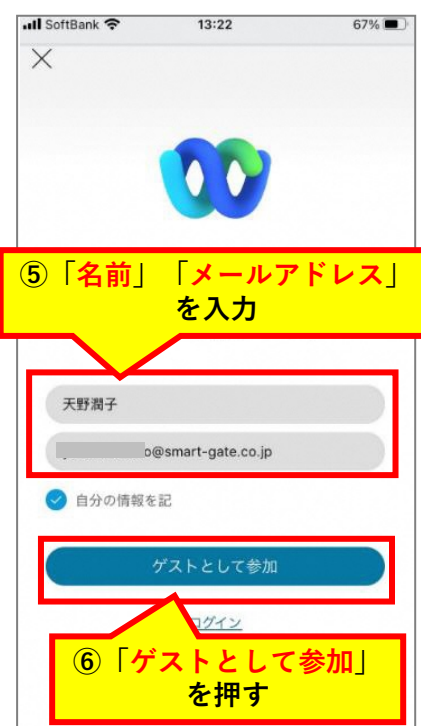 SoftBank 13:22 67%
⑤「名前」「メールアドレス」
を入力
天野潤子
o@smart-gate.co.jp
自分の情報を記
ゲストとして参加
ログイン
⑥「ゲストとして参加」
を押す